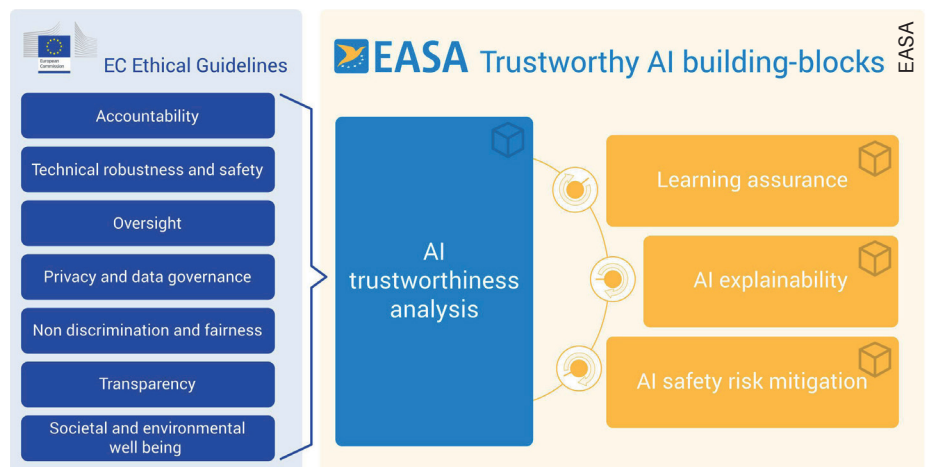 European
Commission
EC Ethical Guidelines
Accountability
Technical robustness and safety
Oversight
Privacy and data governance
Non discrimination and fairness
Transparency
Societal and environmental
well being
EASA Trustworthy AI building-blocks
EASA
AI
trustworthiness
analysis
Learning assurance
AI explainability
AI safety risk mitigation